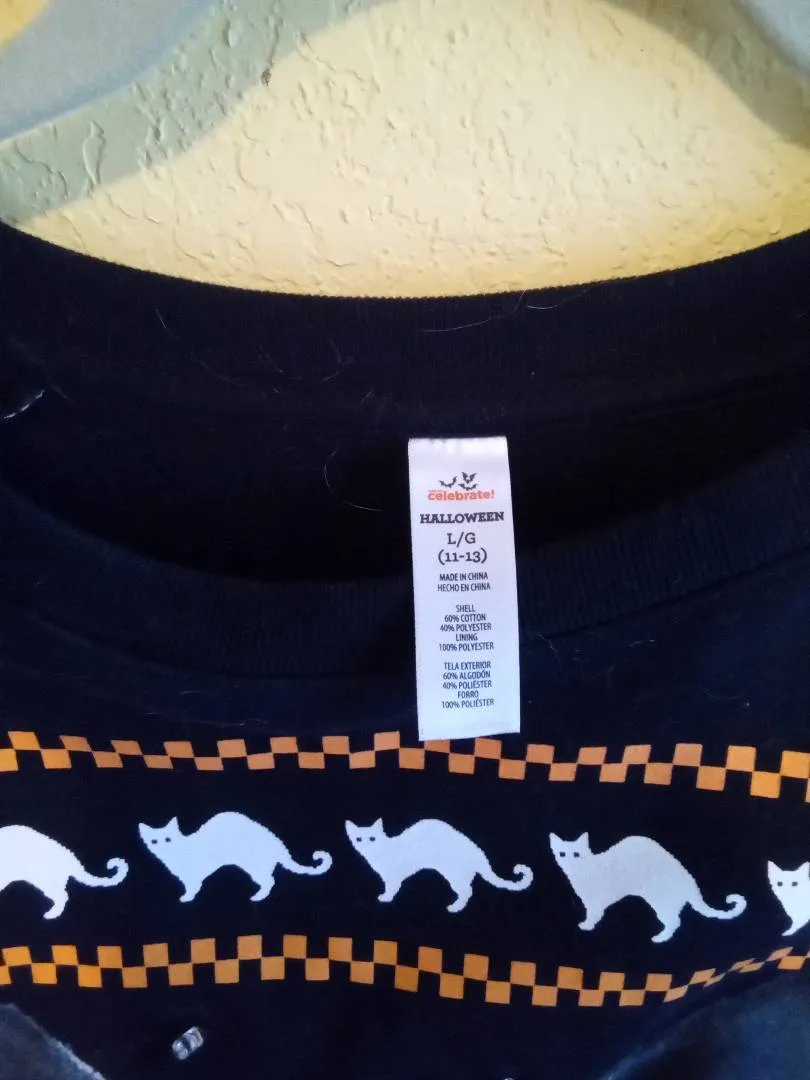 celebrate!
HALLOWEEN
L/G
(11-13)
MADE IN CHINA
HECHO EN CHINA
SHELL
60% COTTON
40% POLYESTER
LINING
100% POLYESTER
TELA EXTERIOR
60% ALGODÓN
40% POLIÉSTER
FORRO
100% POLIÉSTER